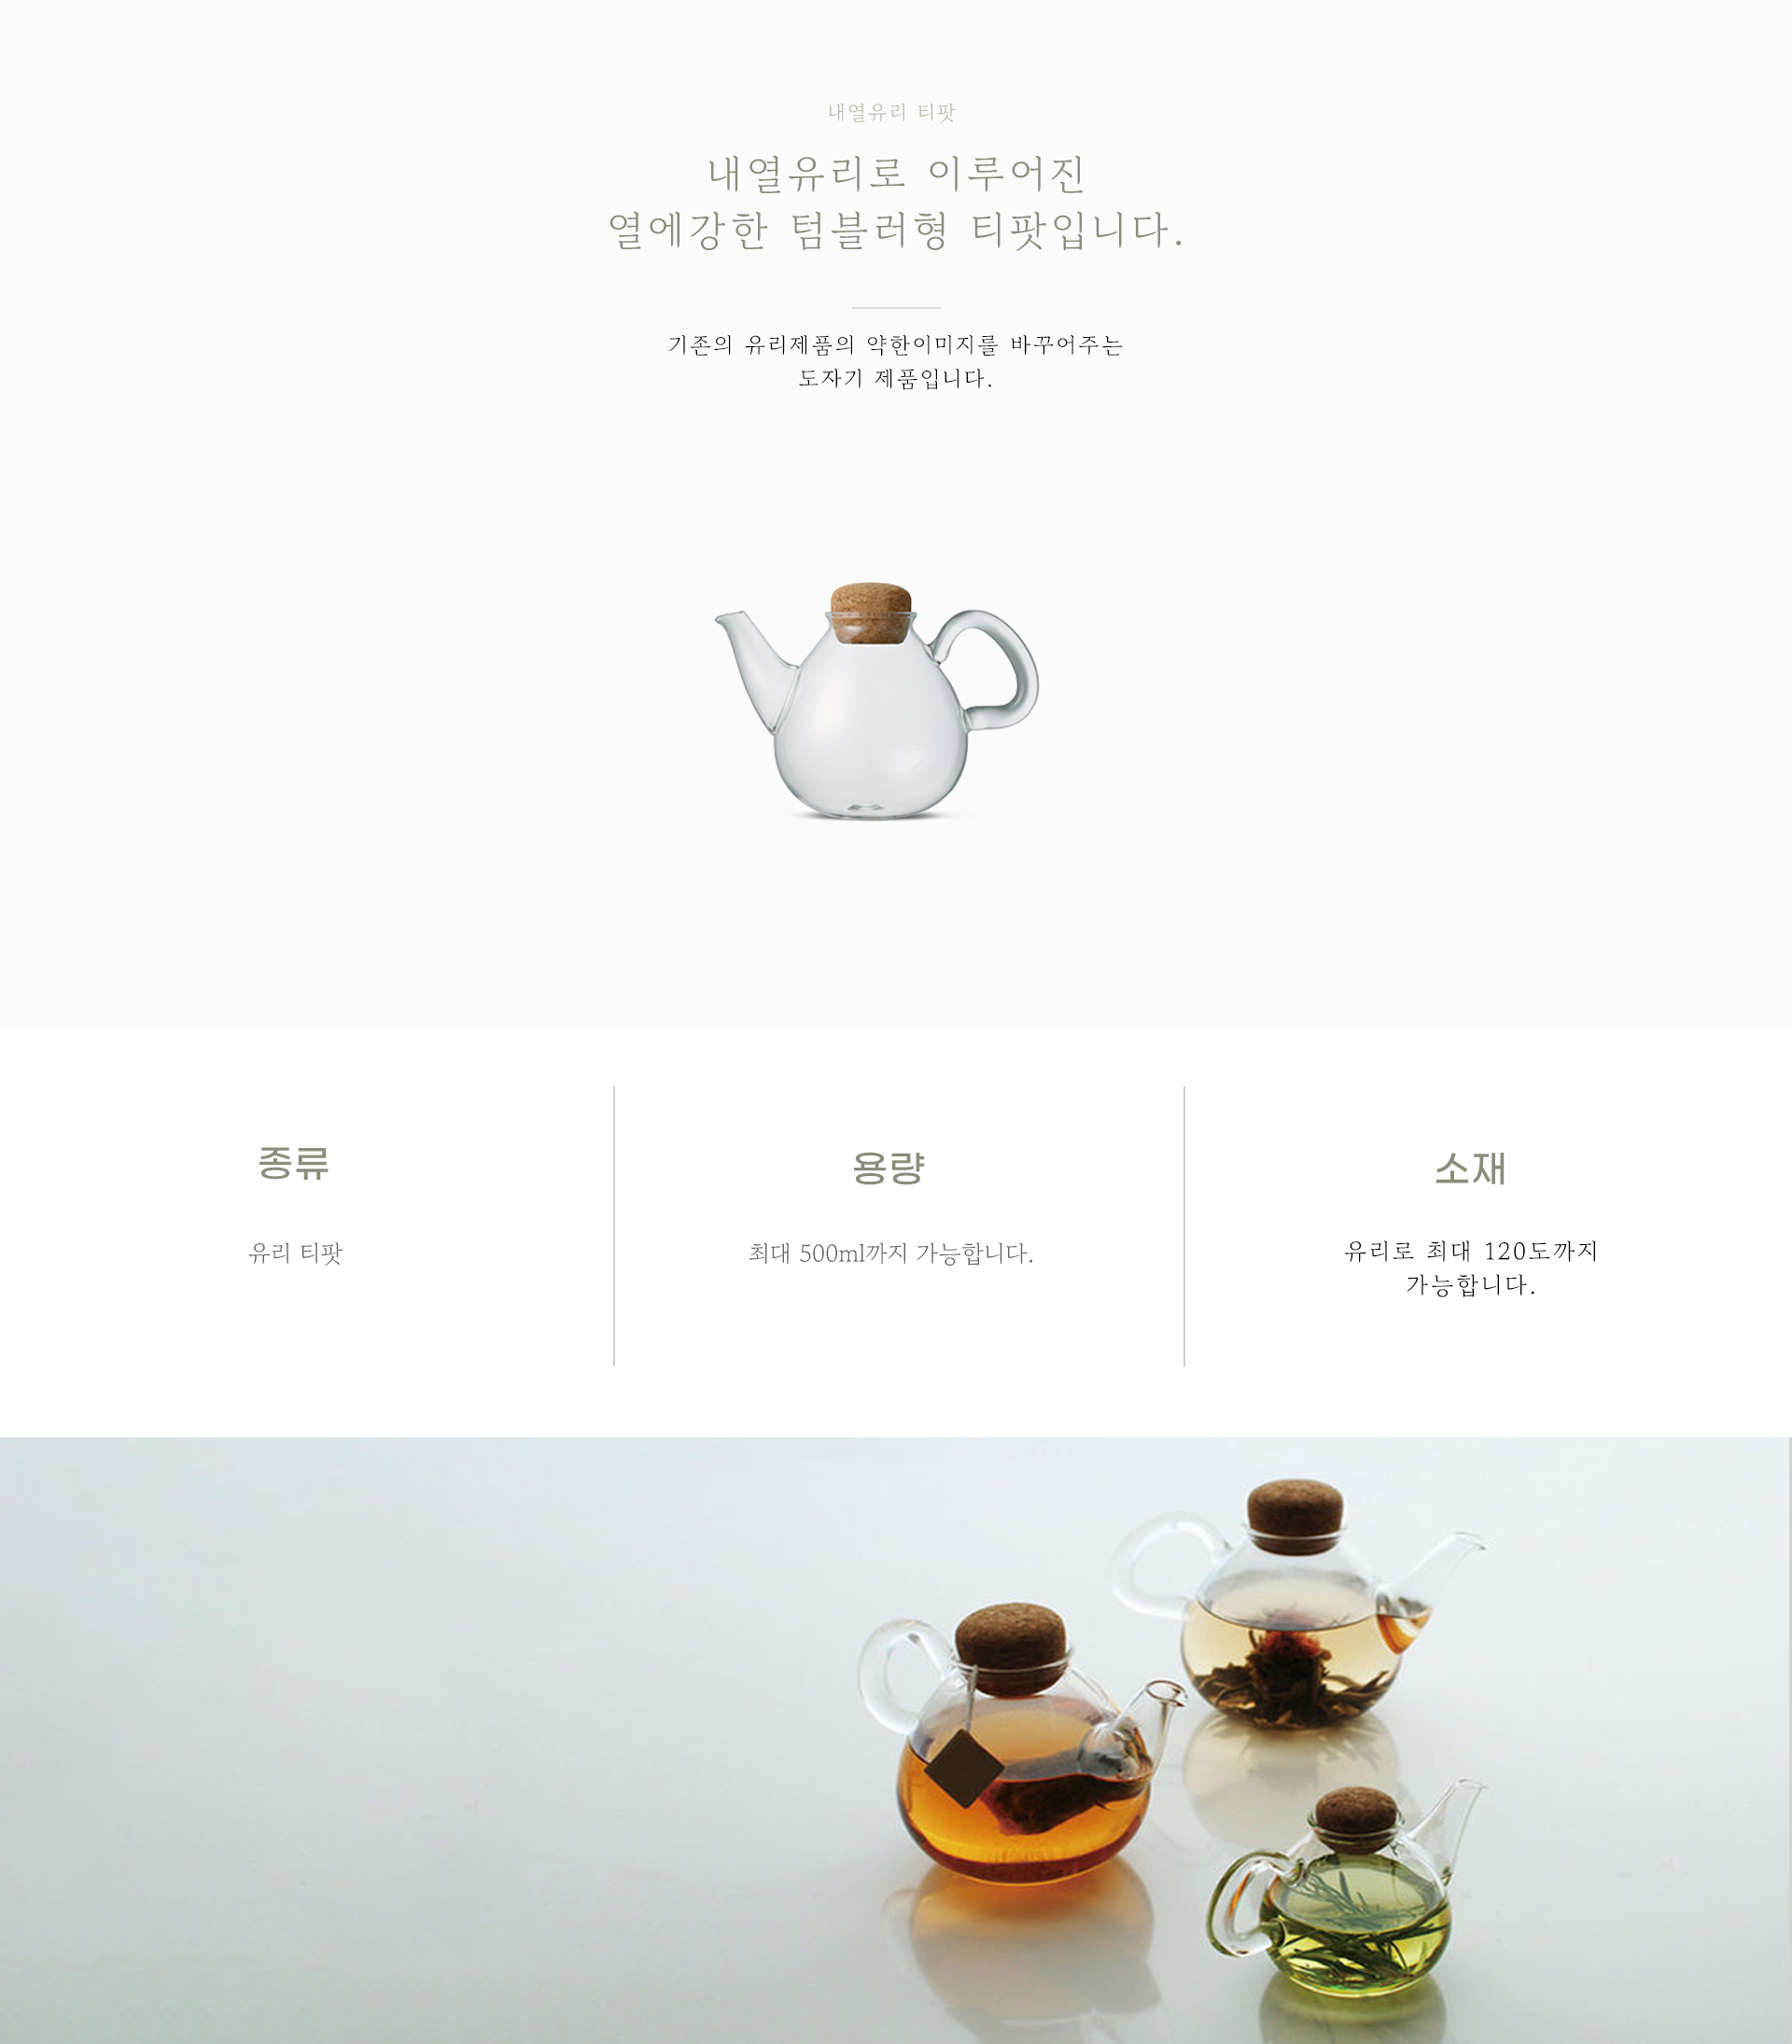 내열유리 티팟
내열유리로 이루어진
열에강한 텀블러형 티팟입니다.
기존의 유리제품의 약한이미지를 바꾸어주는
도자기 제품입니다.
종류
유리 티팟
용량
최대 500ml까지 가능합니다.
소재
유리로 최대 120도까지
가능합니다.